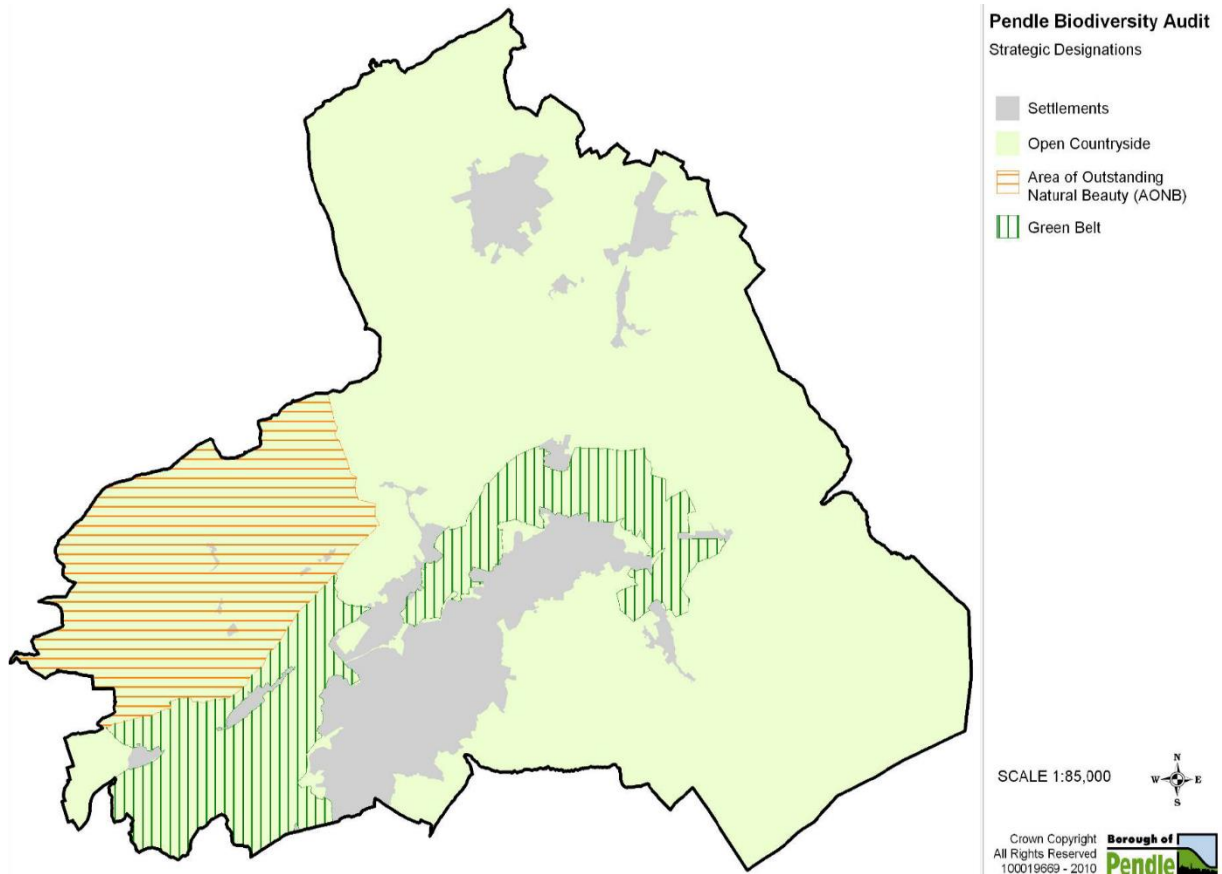 Pendle Biodiversity Audit
Strategic Designations
Settlements
Open Countryside
Area of Outstanding
Natural Beauty (AONB)
Green Belt
SCALE 1:85,000
N
W E
S
Crown Copyright
All Rights Reserved
100019669 - 2010
Borough of
Pendle